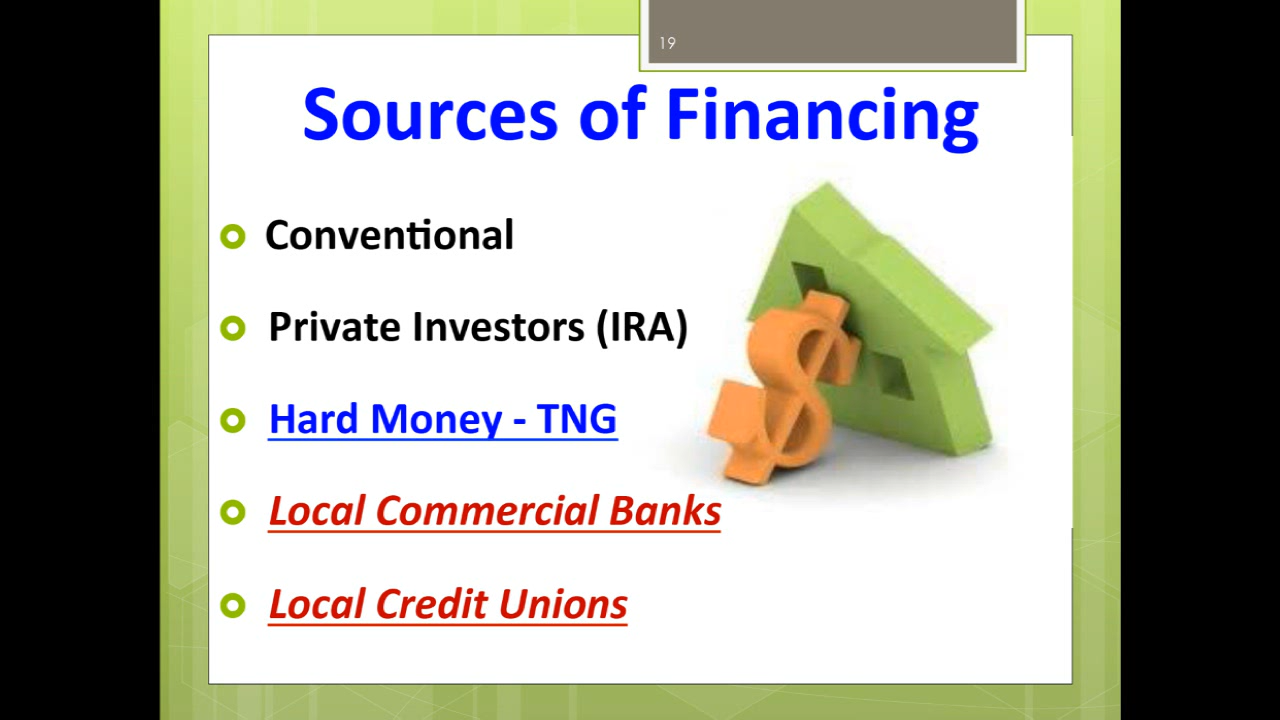 19
Sources of Financing
Conventional
Private Investors (IRA)
Hard Money - TNG
Local Commercial Banks
Local Credit Unions